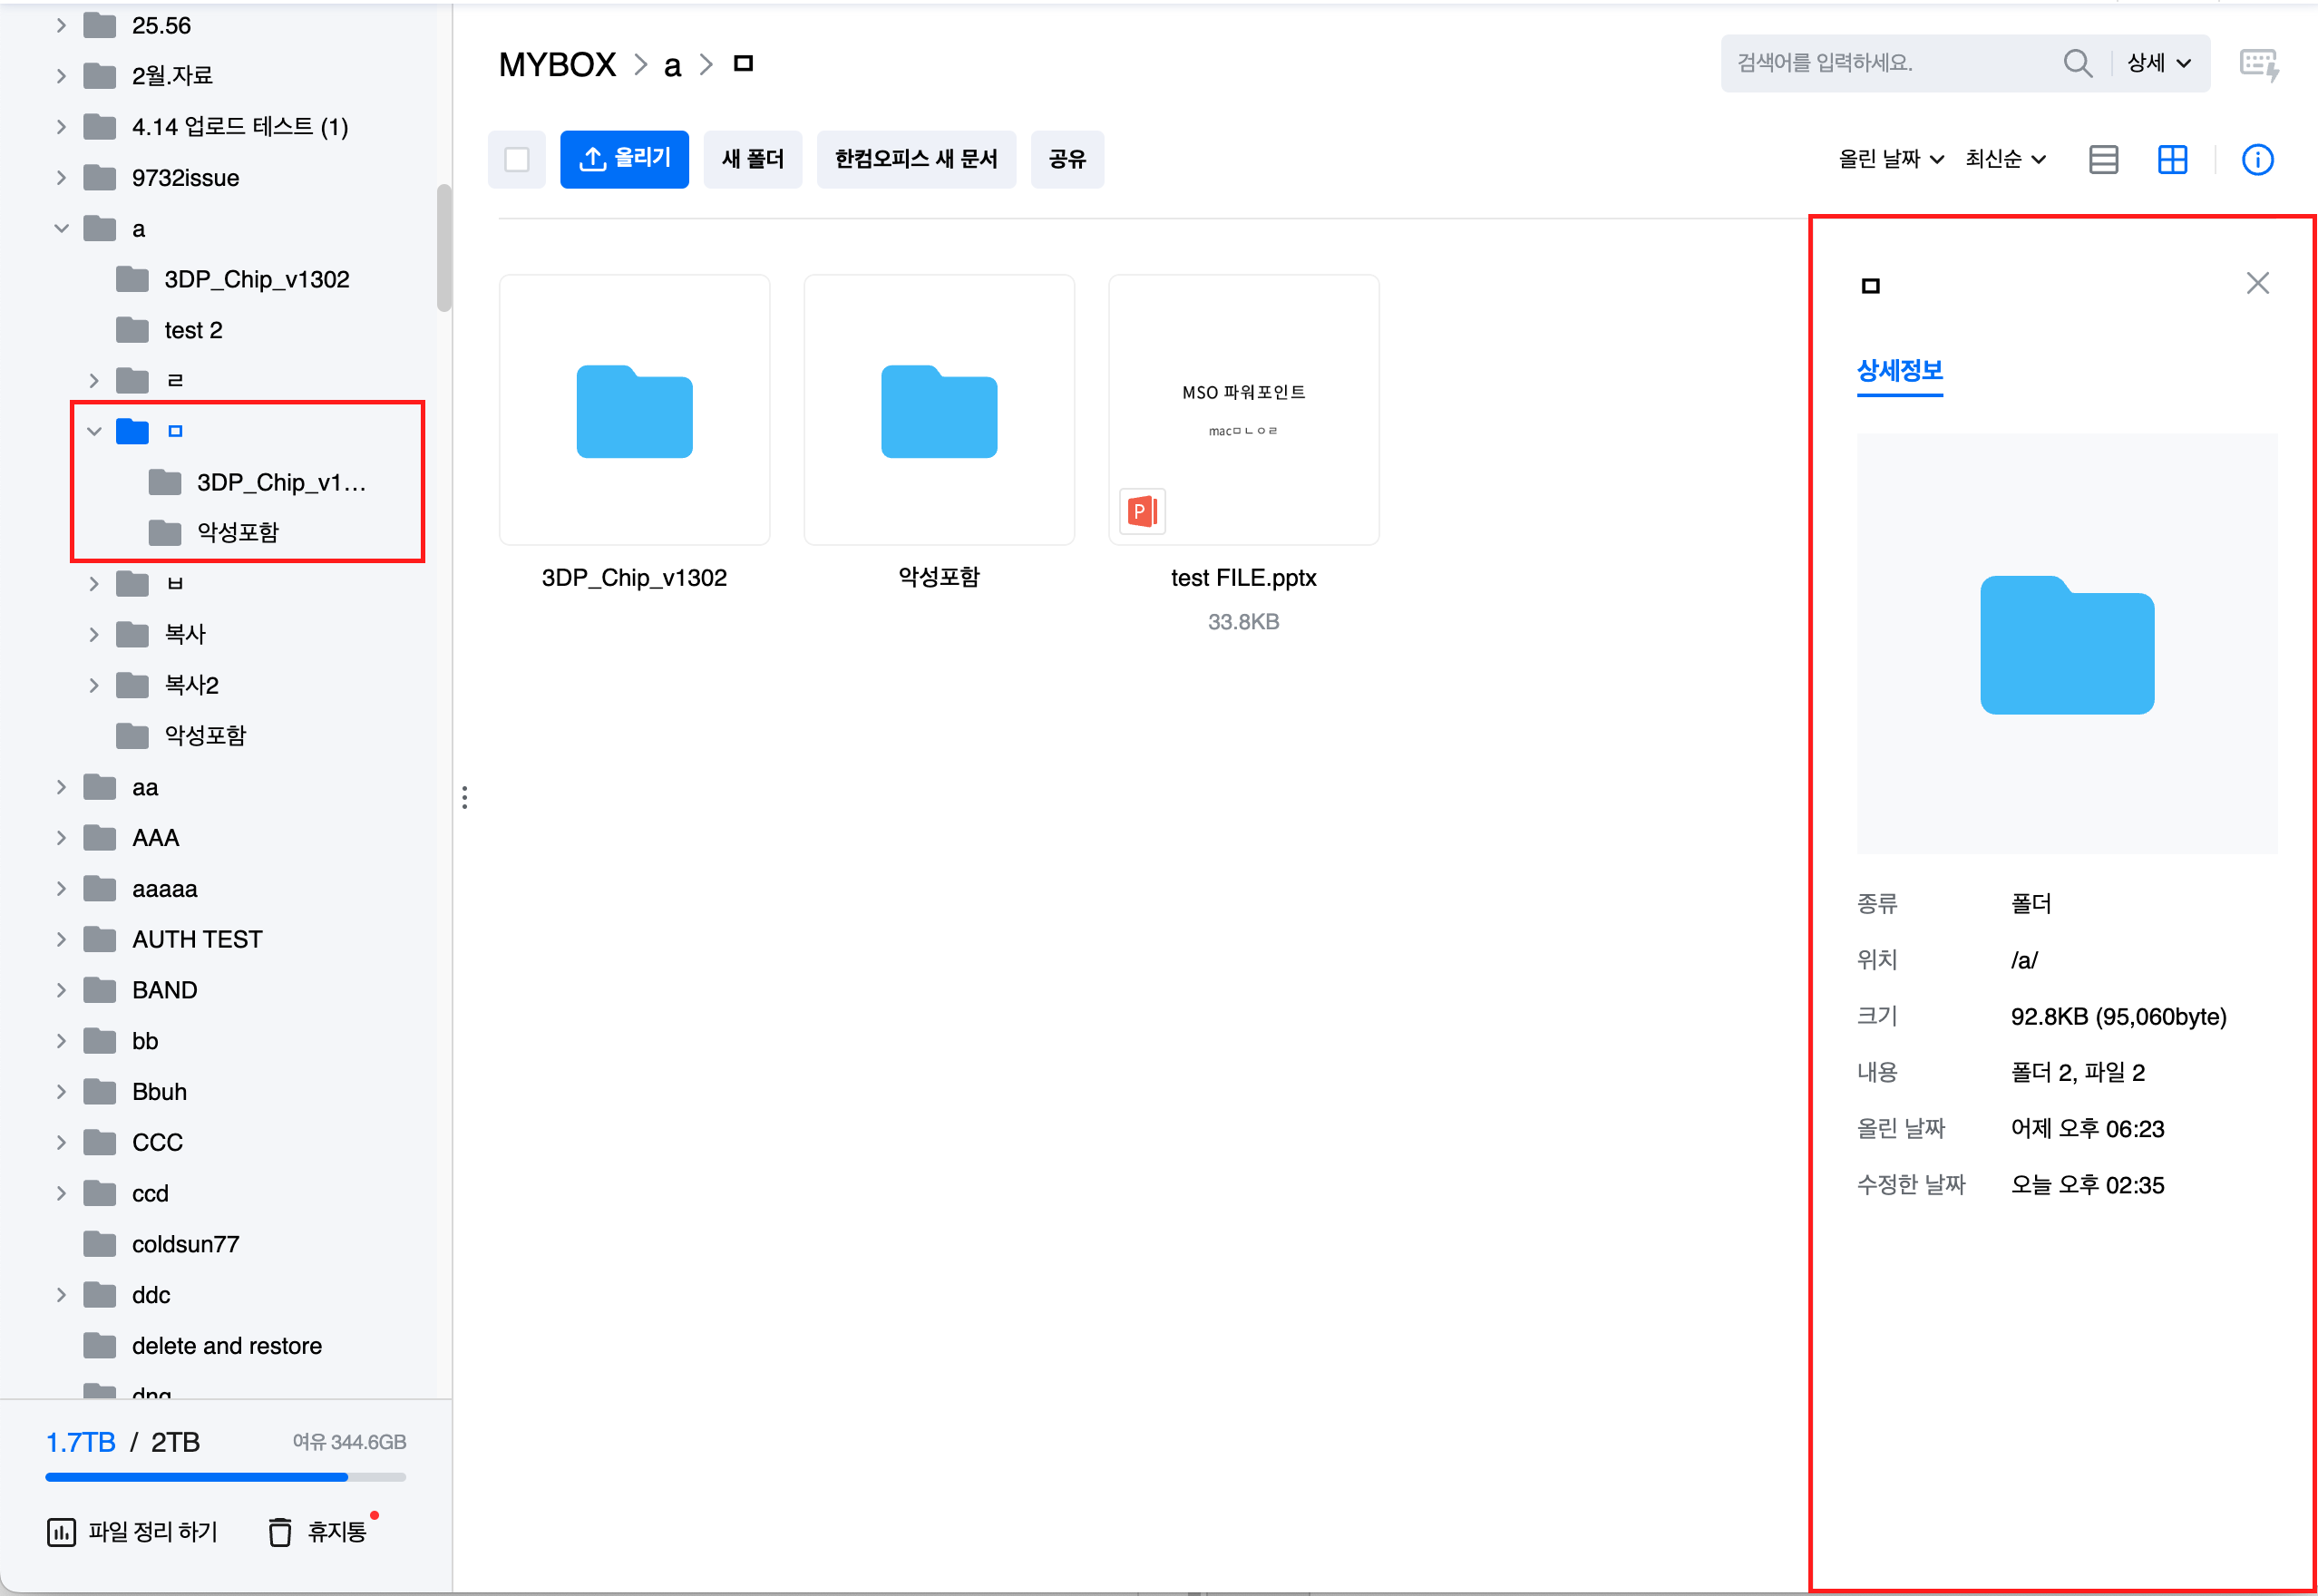 25.56
2월.자료
4.14 업로드 테스트 (1)
9732issue
a
3DP_Chip_v1302
test 2
ㄹ
ㅁ
3DP_Chip_v1...
악성포함
ㅂ
복사
복사2
악성포함
aa
AAA
aaaaa
AUTH TEST
BAND
bb
Bbuh
CCC
ccd
coldsun77
ddc
delete and restore
1.7TB / 2TB 여유 344.6GB
파일 정리 하기 휴지통
MYBOX > a > ㅁ
검색어를 입력하세요. 상세
올리기 새 폴더 한컴오피스 새 문서 공유
올린 날짜 최신순
MSO 파워포인트
macㅁㄴㅇㄹ
P
3DP_Chip_v1302
악성포함
test FILE.pptx
33.8KB
ㅁ
상세정보
종류 폴더
위치 /a/
크기 92.8KB (95,060byte)
내용 폴더 2, 파일 2
올린 날짜 어제 오후 06:23
수정한 날짜 오늘 오후 02:35